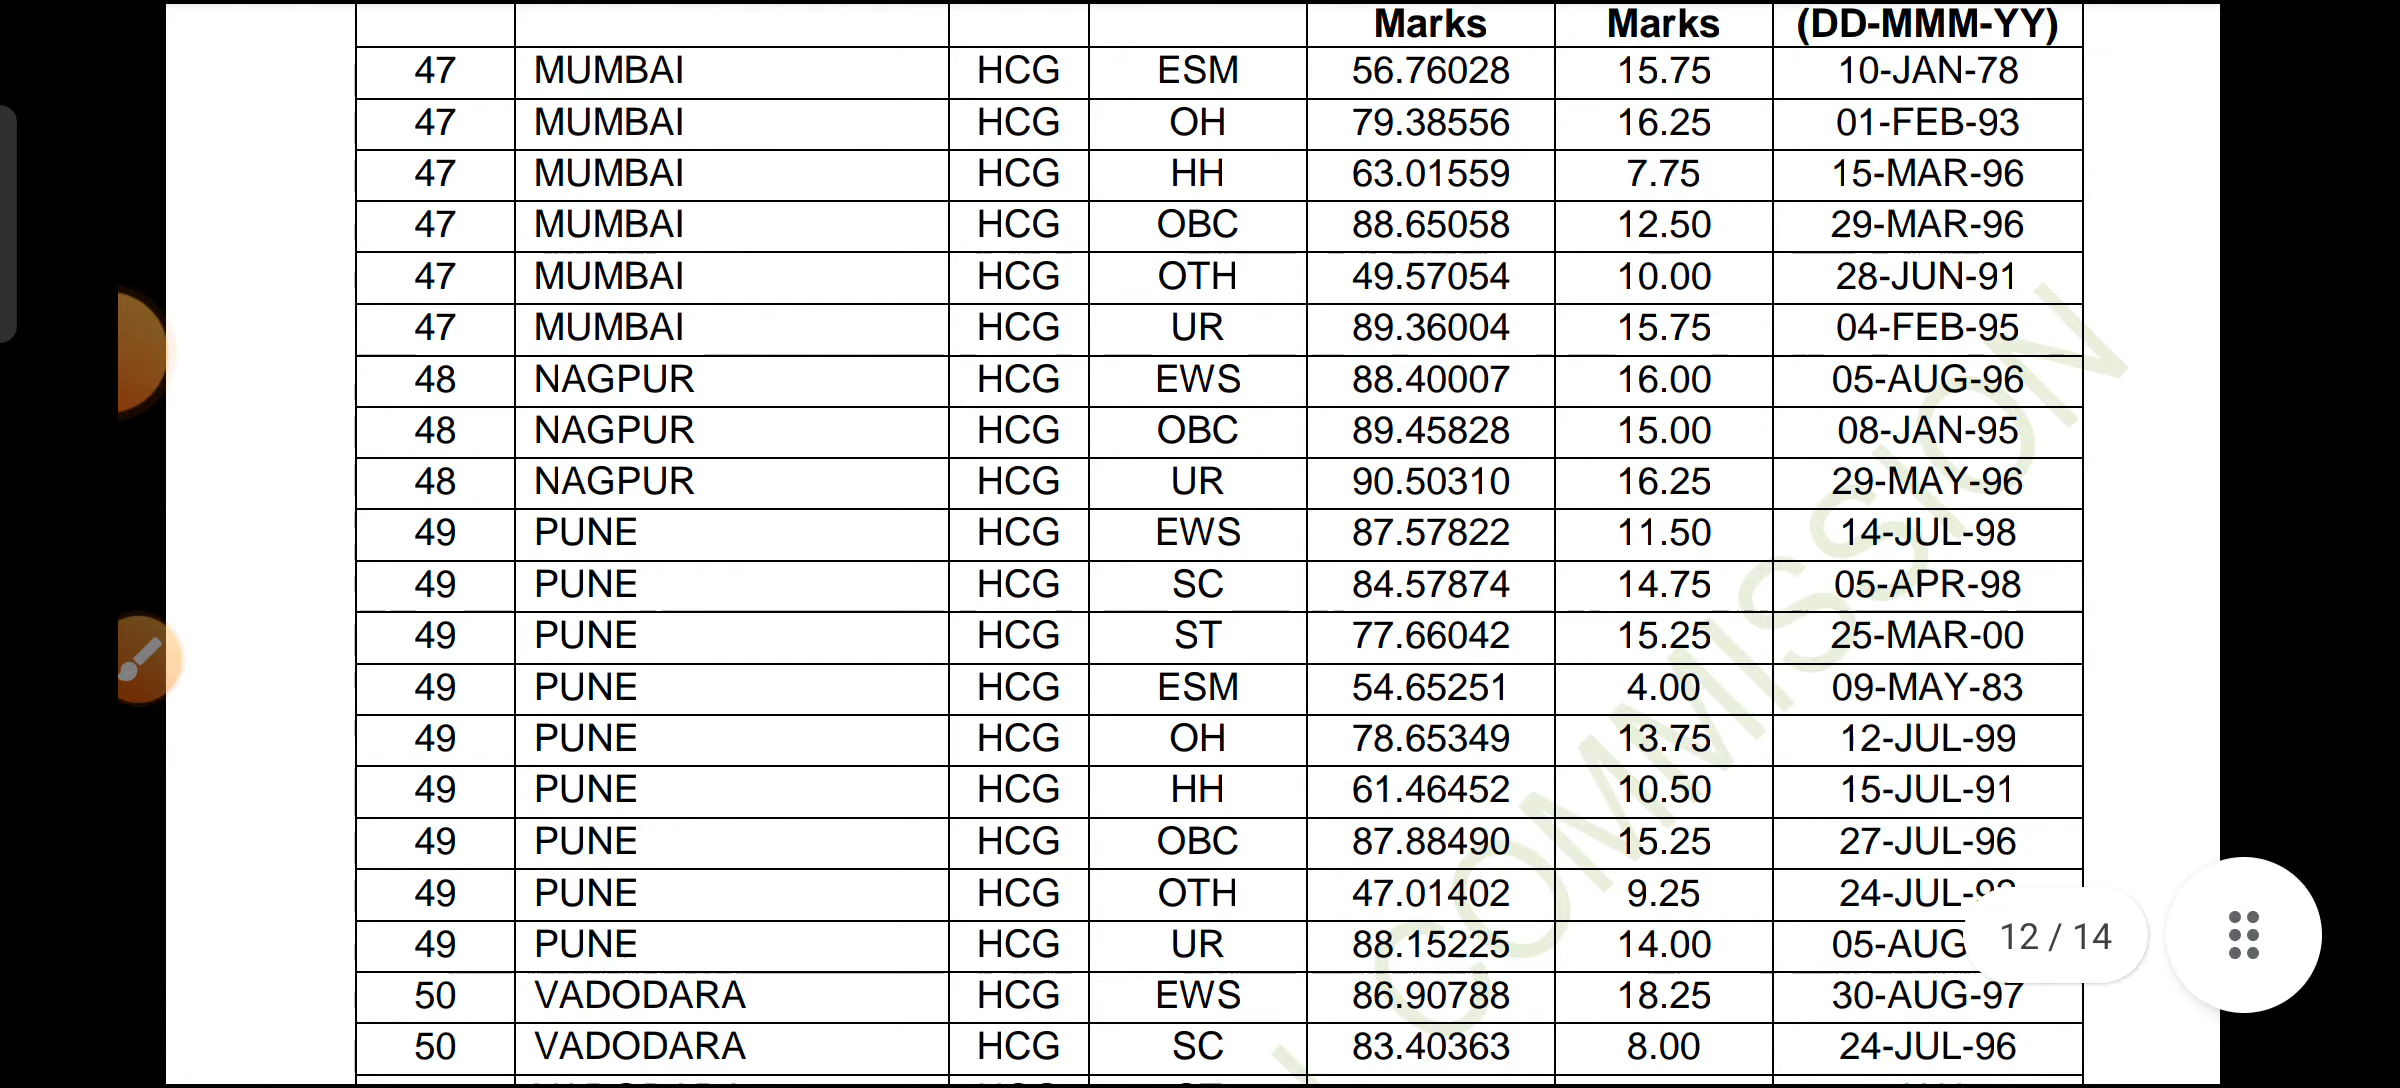 Marks Marks (DD-MMM-YY)
47 MUMBAI HCG ESM 56.76028 15.75 10-JAN-78
47 MUMBAI HCG OH 79.38556 16.25 01-FEB-93
47 MUMBAI HCG HH 63.01559 7.75 15-MAR-96
47 MUMBAI HCG OBC 88.65058 12.50 29-MAR-96
47 MUMBAI HCG OTH 49.57054 10.00 28-JUN-91
47 MUMBAI HCG UR 89.36004 15.75 04-FEB-95
48 NAGPUR HCG EWS 88.40007 16.00 05-AUG-96
48 NAGPUR HCG OBC 89.45828 15.00 08-JAN-95
48 NAGPUR HCG UR 90.50310 16.25 29-MAY-96
49 PUNE HCG EWS 87.57822 11.50 14-JUL-98
49 PUNE HCG SC 84.57874 14.75 05-APR-98
49 PUNE HCG ST 77.66042 15.25 25-MAR-00
49 PUNE HCG ESM 54.65251 4.00 09-MAY-83
49 PUNE HCG OH 78.65349 13.75 12-JUL-99
49 PUNE HCG HH 61.46452 10.50 15-JUL-91
49 PUNE HCG OBC 87.88490 15.25 27-JUL-96
49 PUNE HCG OTH 47.01402 9.25 24-JUL-
49 PUNE HCG UR 88.15225 14.00 05-AUG
12 / 14
50 VADODARA HCG EWS 86.90788 18.25 30-AUG-97
50 VADODARA HCG SC 83.40363 8.00 24-JUL-96
COMMISSION